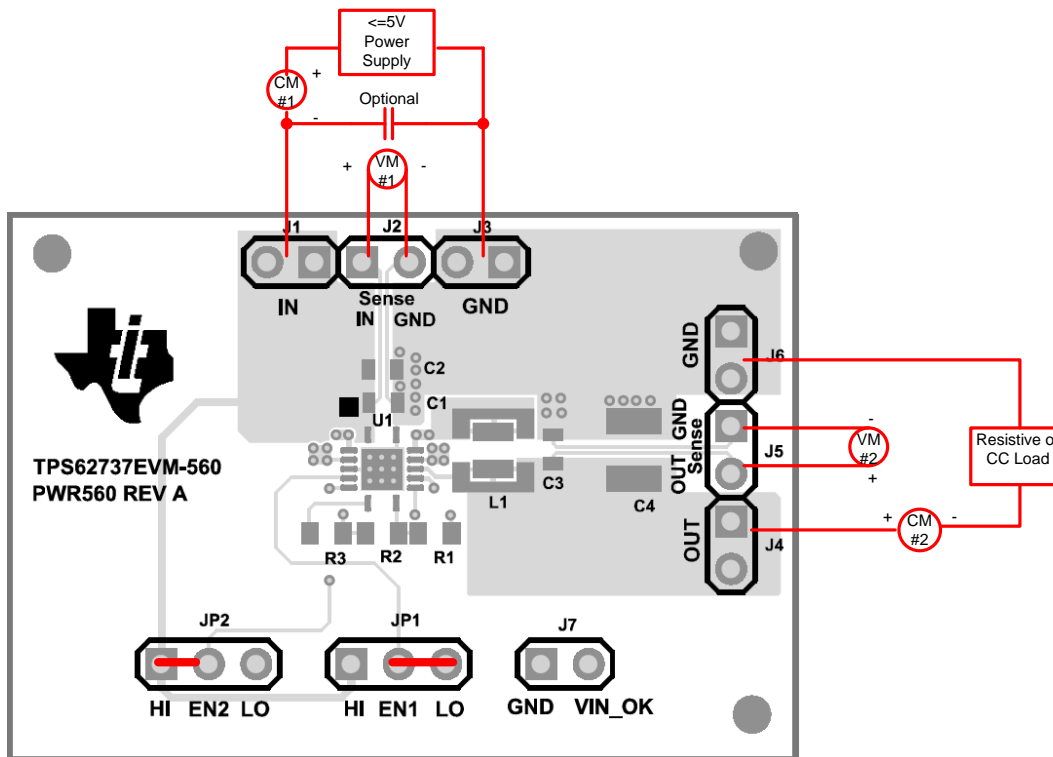 <=5V
Power
Supply
+
CM
#1
-
Optional
+
VM
#1
-
J1
J2
J3
IN
Sense
IN
GND
GND
C2
C1
U1
GND
J6
GND
Sense
OUT
J5
-
VM
#2
+
Resistive o
CC Load
TPS62737EVM-560
PWR560 REV A
L1
C3
C4
OUT
J4
+
CM
#2
-
R3
R2
R1
JP2
JP1
J7
HI EN2 LO
HI EN1 LO
GND VIN_OK